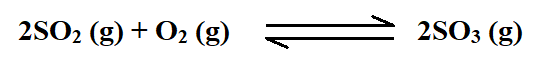 2SO₂ (g) + O₂ (g) ⇌ 2SO₃ (g)